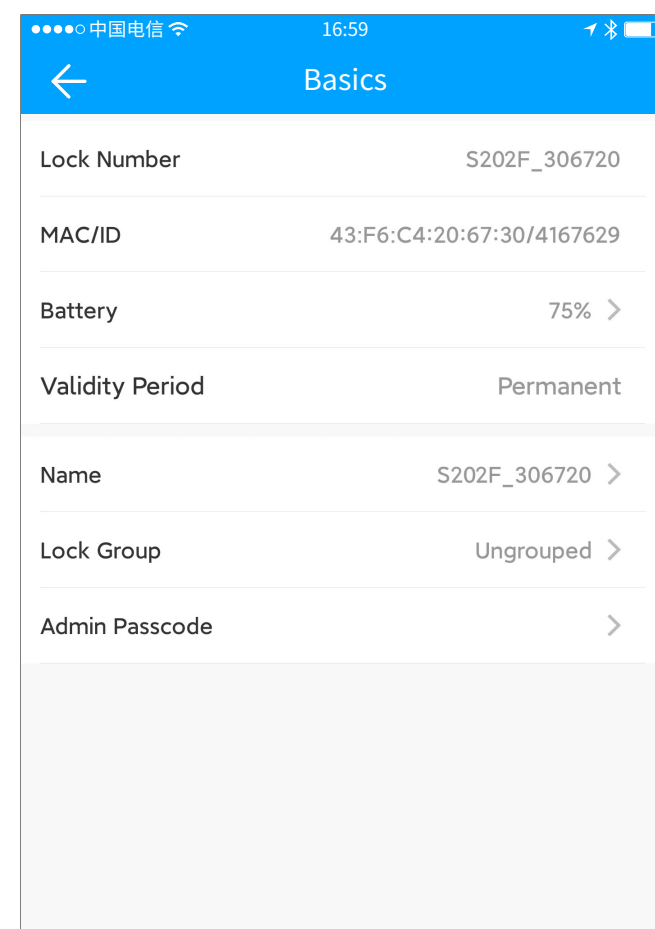 中国电信 16:59
Basics
Lock Number S202F_306720
MAC/ID 43:F6:C4:20:67:30/4167629
Battery 75%
Validity Period Permanent
Name S202F_306720
Lock Group Ungrouped
Admin Passcode